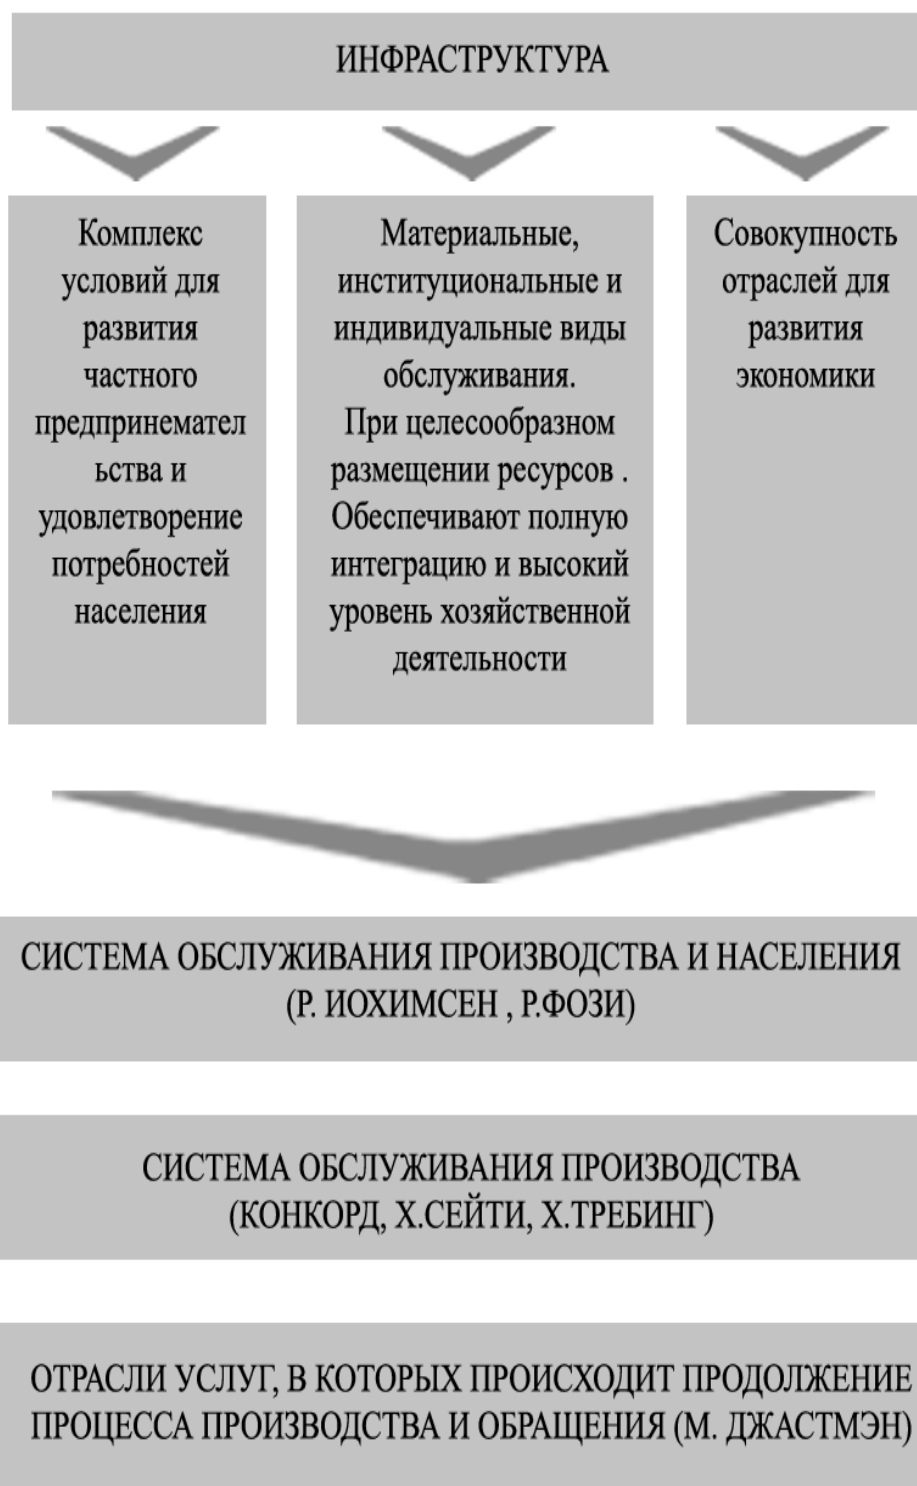 ИНФРАСТРУКТУРА
Комплекс
условий для
развития
частного
предпринемател
ьства и
удовлетворение
потребностей
населения
Материальные,
институциональные и
индивидуальные виды
обслуживания.
При целесообразном
размещении ресурсов .
Обеспечивают полную
интеграцию и высокий
уровень хозяйственной
деятельности
Совокупность
отраслей для
развития
экономики
СИСТЕМА ОБСЛУЖИВАНИЯ ПРОИЗВОДСТВА И НАСЕЛЕНИЯ
(Р. ИОХИМСЕН , Р.ФОЗИ)
СИСТЕМА ОБСЛУЖИВАНИЯ ПРОИЗВОДСТВА
(КОНКОРД, Х.СЕЙТИ, Х.ТРЕБИНГ)
ОТРАСЛИ УСЛУГ, В КОТОРЫХ ПРОИСХОДИТ ПРОДОЛЖЕНИЕ
ПРОЦЕССА ПРОИЗВОДСТВА И ОБРАЩЕНИЯ (М. ДЖАСТМЭН)